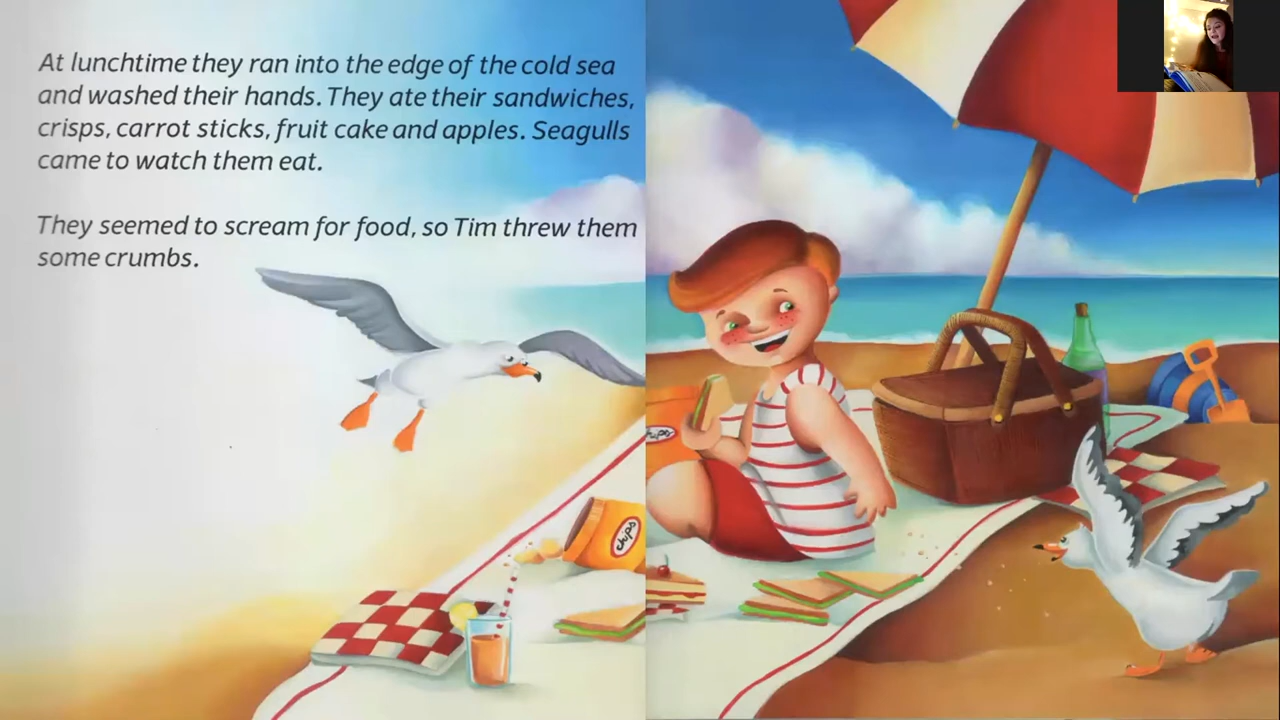 At lunchtime they ran into the edge of the cold sea
and washed their hands. They ate their sandwiches,
crisps, carrot sticks, fruit cake and apples. Seagulls
came to watch them eat.
They seemed to scream for food, so Tim threw them
some crumbs.
chips
chips